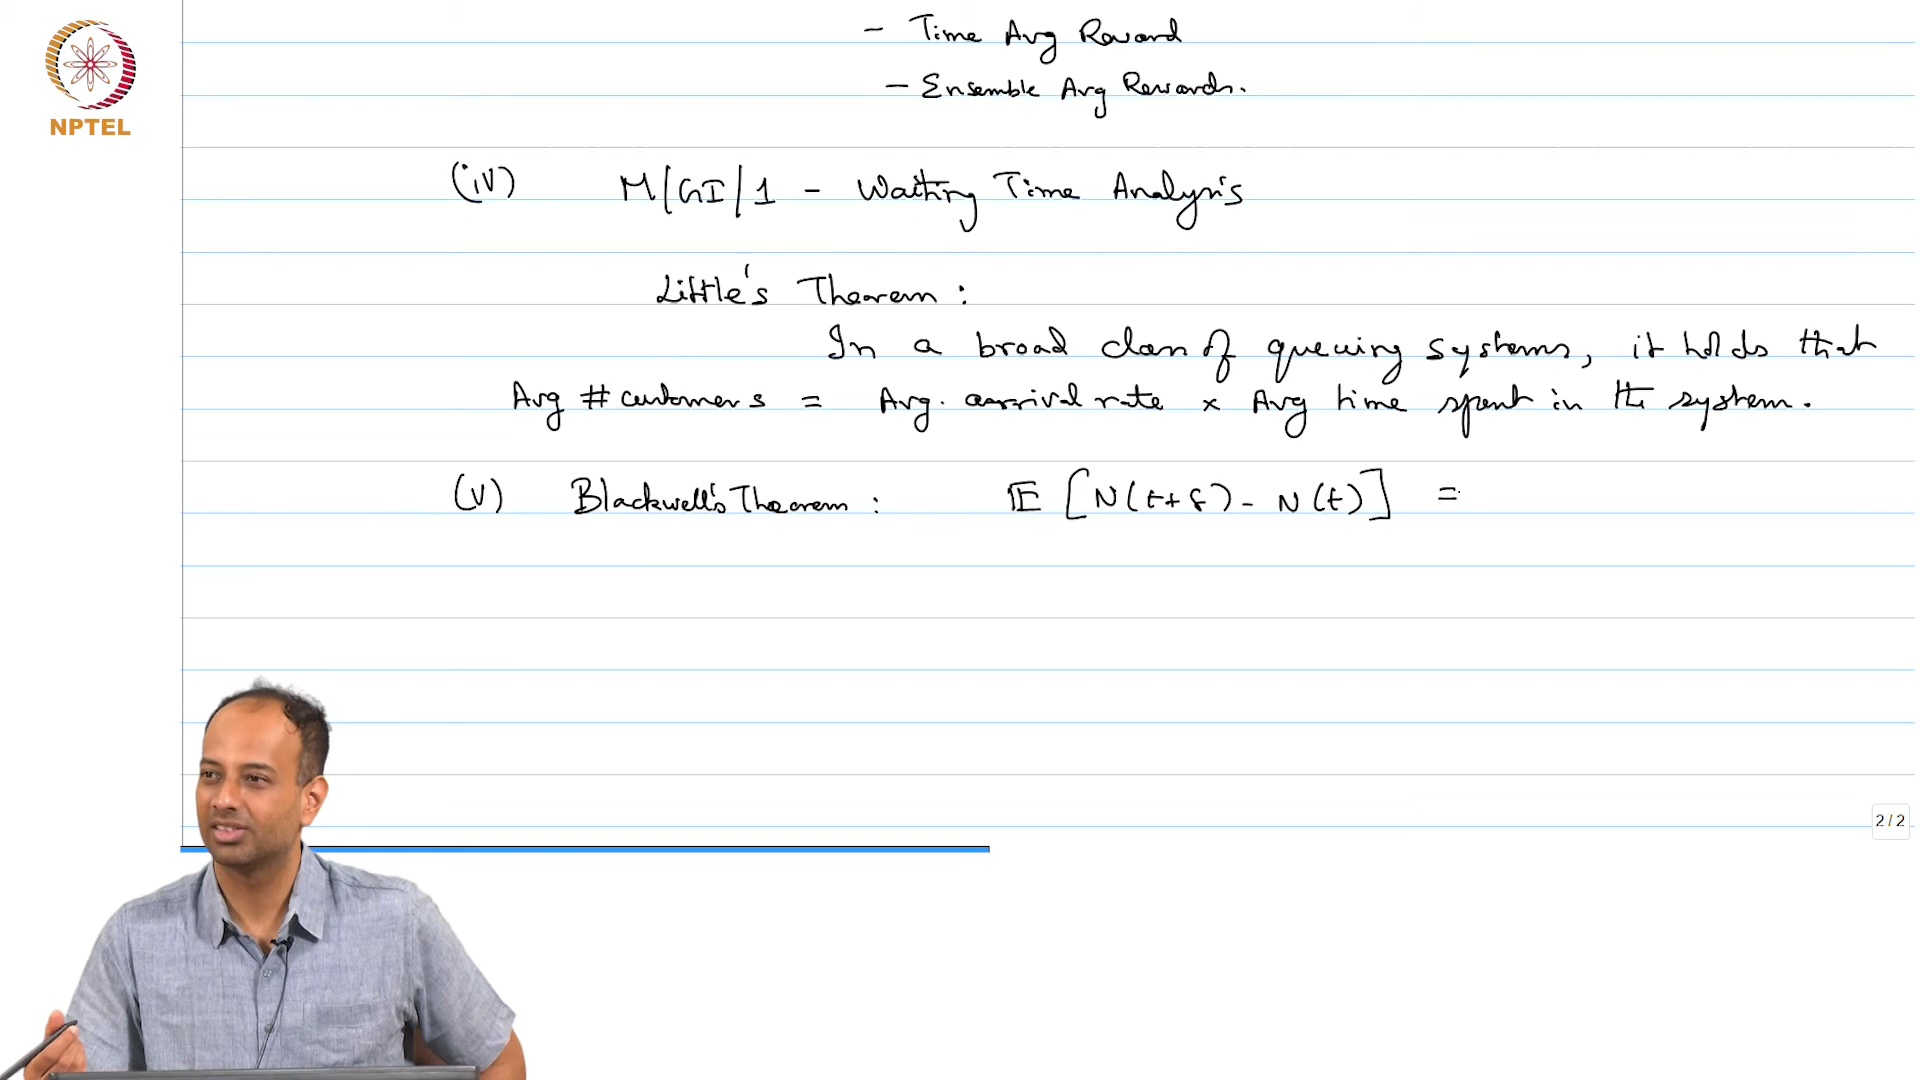 - Time Avg Reward
- Ensemble Avg Rewards.
NPTEL
(iv) M/GI/1 - Waiting Time Analysis
Little's Theorem :
In a broad class of queuing systems, it holds that
Avg # customers = Avg. arrival rate × Avg time spent in the system.
(v) Blackwell's Theorem : 𝔼 [N(t+δ) - N(t)] =
2 / 2